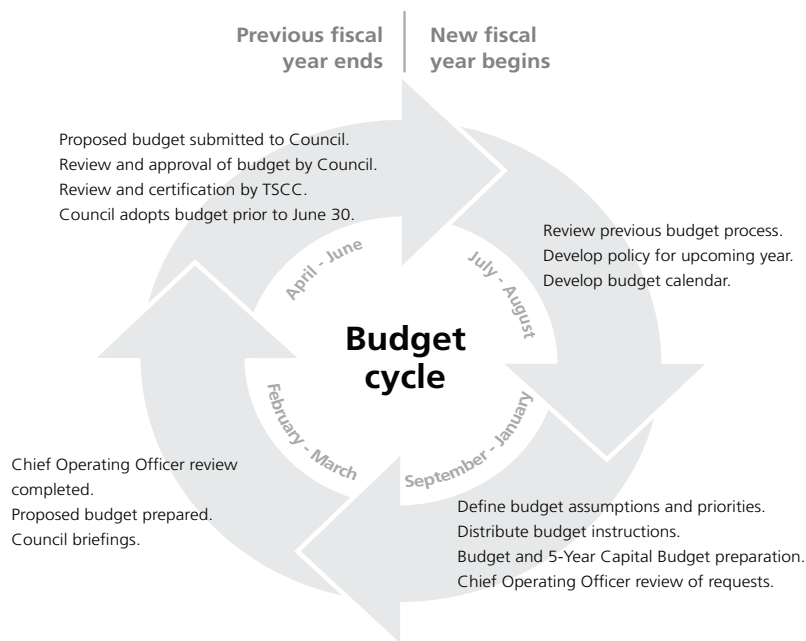 Previous fiscal
year ends
New fiscal
year begins
Proposed budget submitted to Council.
Review and approval of budget by Council.
Review and certification by TSCC.
Council adopts budget prior to June 30.
April - June
July - August
Review previous budget process.
Develop policy for upcoming year.
Develop budget calendar.
Budget
cycle
February - March
September - January
Chief Operating Officer review
completed.
Proposed budget prepared.
Council briefings.
Define budget assumptions and priorities.
Distribute budget instructions.
Budget and 5-Year Capital Budget preparation.
Chief Operating Officer review of requests.